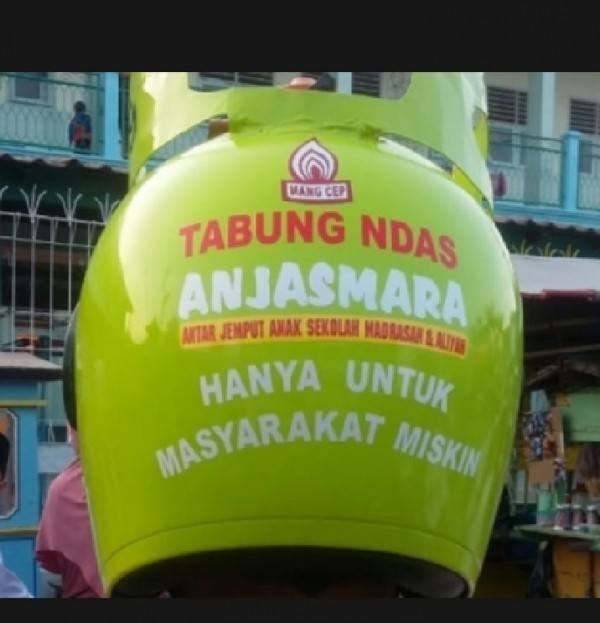 MANG CEP
TABUNG NDAS
ANJASMARA
ANTAR JEMPUT ANAK SEKOLAH MADRASAH & ALIYAH
HANYA UNTUK
MASYARAKAT MISKIN